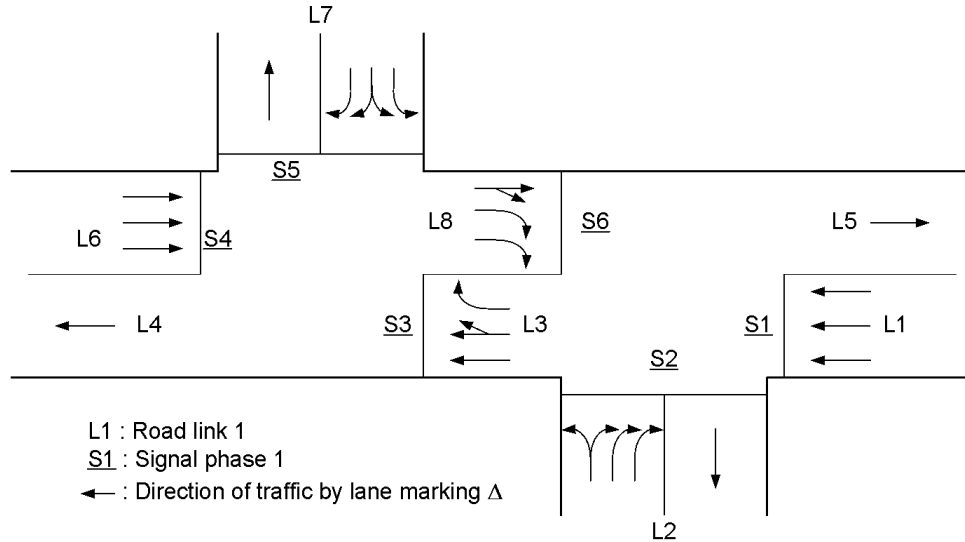 L7
S5
L6
S4
L8
S6
L5
L4
S3
L3
S1
L1
S2
L1 : Road link 1
S1 : Signal phase 1
: Direction of traffic by lane marking Δ
L2